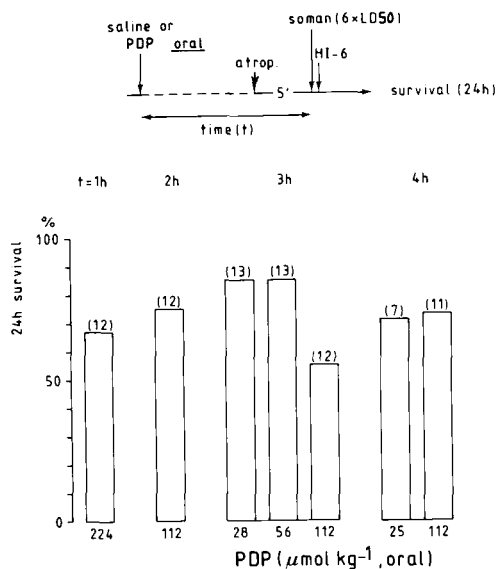 saline or
PDP oral
atrop.
5'
soman (6×LD50)
HI-6
survival (24h)
time(t)
t=1h 2h 3h 4h
%
100
50
0
24h survival
(12)
(12)
(13)
(13)
(12)
(7)
(11)
224 112 28 56 112 25 112
PDP (μmol kg⁻¹, oral)